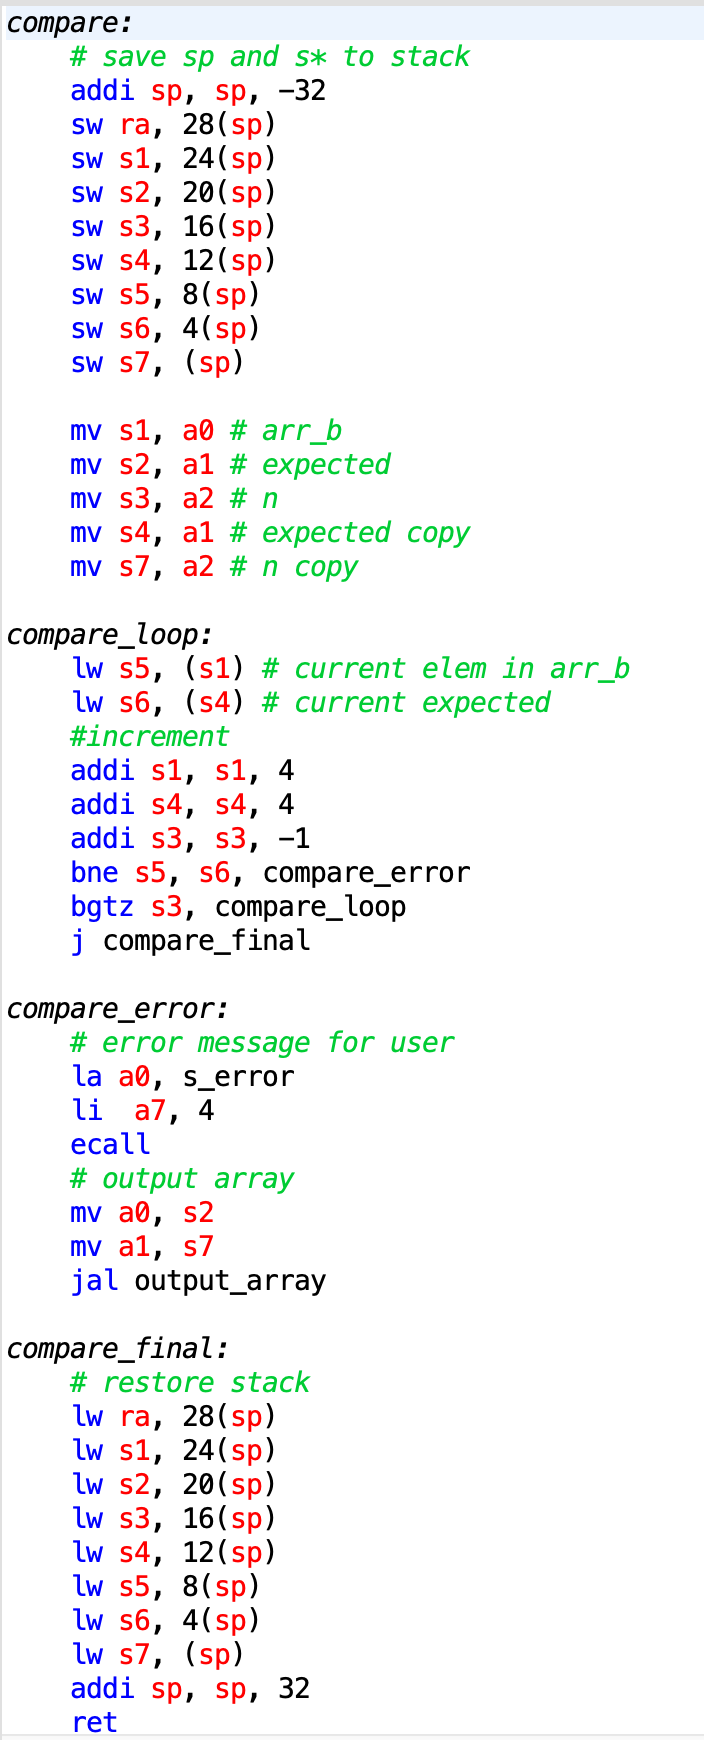 compare:
    # save sp and s* to stack
    addi sp, sp, −32
    sw ra, 28(sp)
    sw s1, 24(sp)
    sw s2, 20(sp)
    sw s3, 16(sp)
    sw s4, 12(sp)
    sw s5, 8(sp)
    sw s6, 4(sp)
    sw s7, (sp)

    mv s1, a0 # arr_b
    mv s2, a1 # expected
    mv s3, a2 # n
    mv s4, a1 # expected copy
    mv s7, a2 # n copy

compare_loop:
    lw s5, (s1) # current elem in arr_b
    lw s6, (s4) # current expected
    #increment
    addi s1, s1, 4
    addi s4, s4, 4
    addi s3, s3, −1
    bne s5, s6, compare_error
    bgtz s3, compare_loop
    j compare_final

compare_error:
    # error message for user
    la a0, s_error
    li  a7, 4
    ecall
    # output array
    mv a0, s2
    mv a1, s7
    jal output_array

compare_final:
    # restore stack
    lw ra, 28(sp)
    lw s1, 24(sp)
    lw s2, 20(sp)
    lw s3, 16(sp)
    lw s4, 12(sp)
    lw s5, 8(sp)
    lw s6, 4(sp)
    lw s7, (sp)
    addi sp, sp, 32
    ret